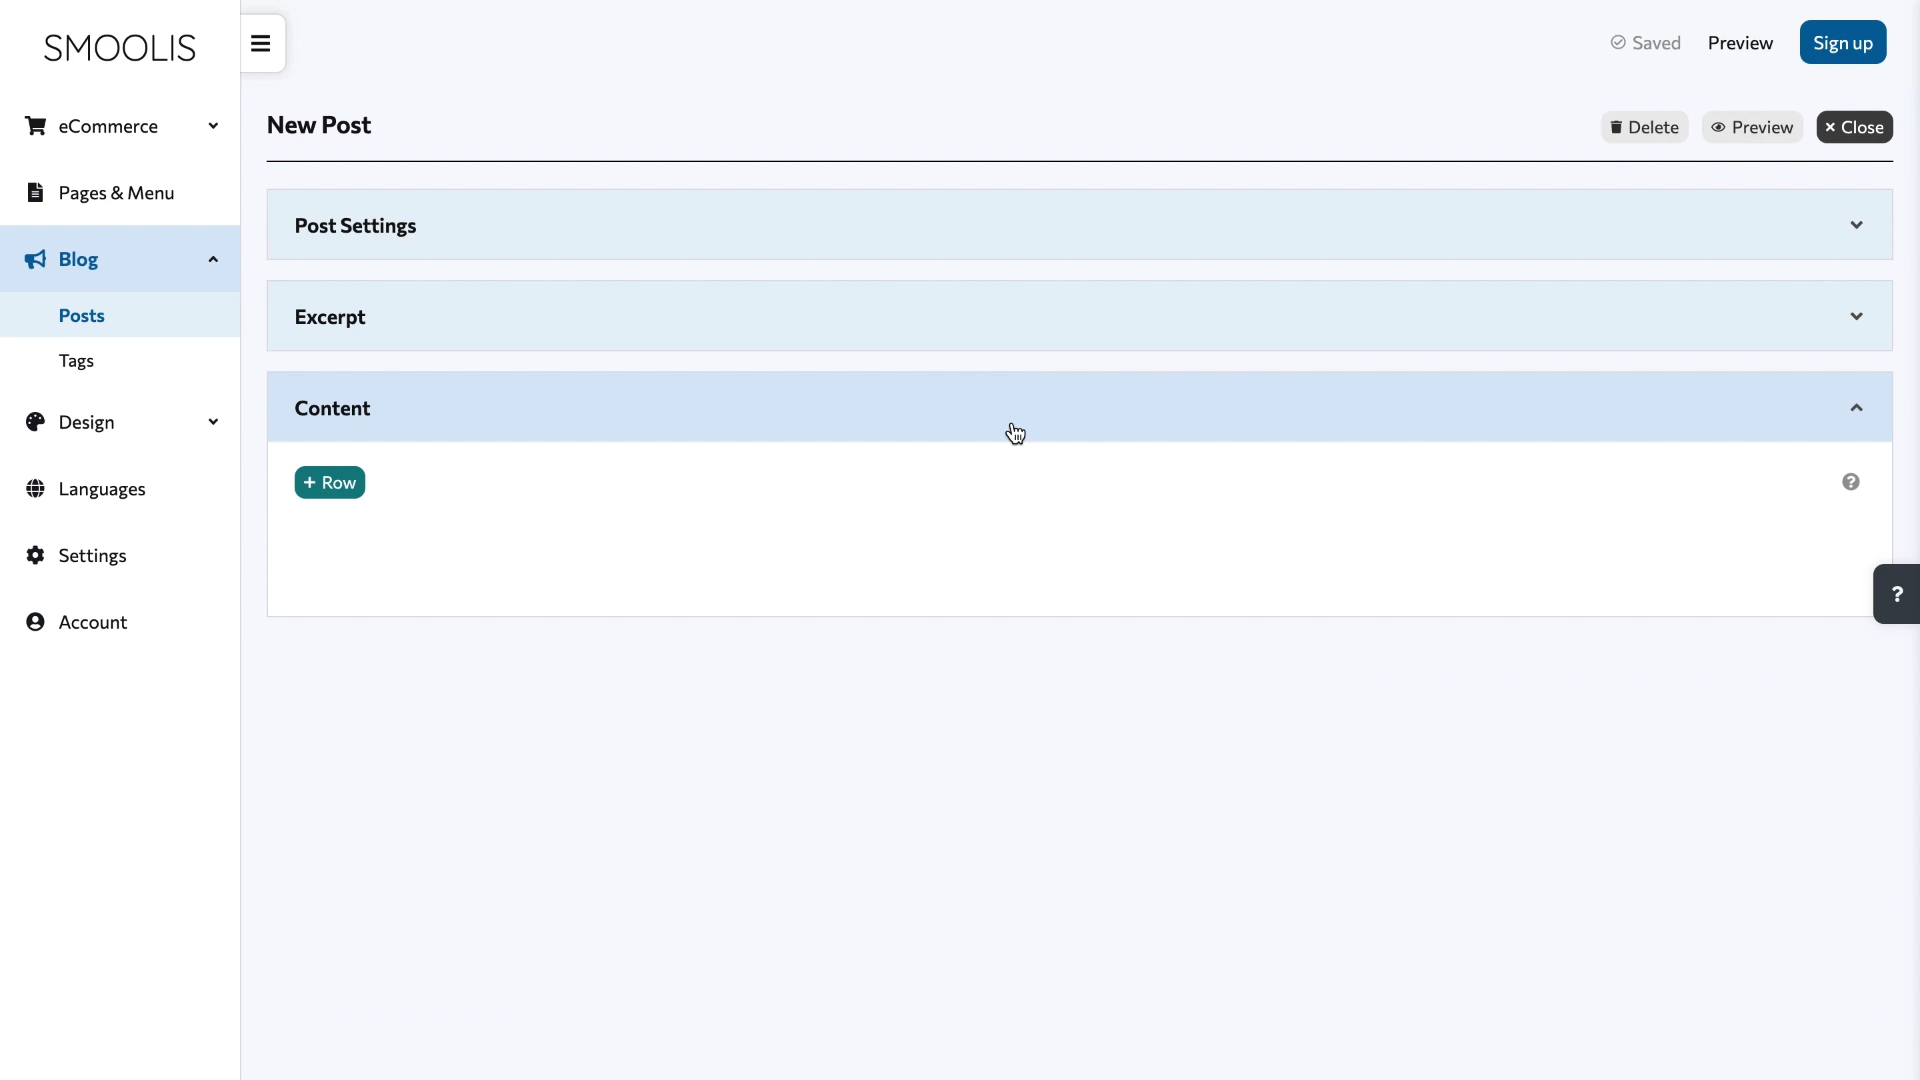 SMOOLIS
Saved
Preview
Sign up
eCommerce
Pages & Menu
Blog
Posts
Tags
Design
Languages
Settings
Account
New Post
Delete
Preview
× Close
Post Settings
Excerpt
Content
+ Row
?
?